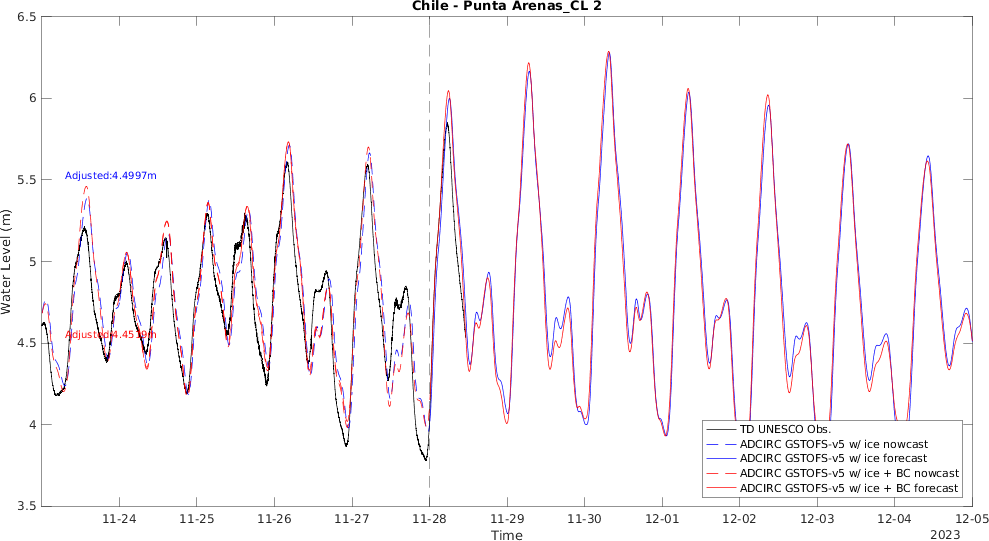 Chile - Punta Arenas_CL 2
6.5
6
5.5
5
4.5
4
3.5
Water Level (m)
Adjusted:4.4997m
Adjusted:4.4519m
TD UNESCO Obs.
ADCIRC GSTOFS-v5 w/ ice nowcast
ADCIRC GSTOFS-v5 w/ ice forecast
ADCIRC GSTOFS-v5 w/ ice + BC nowcast
ADCIRC GSTOFS-v5 w/ ice + BC forecast
11-24 11-25 11-26 11-27 11-28 11-29 11-30 12-01 12-02 12-03 12-04 12-05
Time
2023